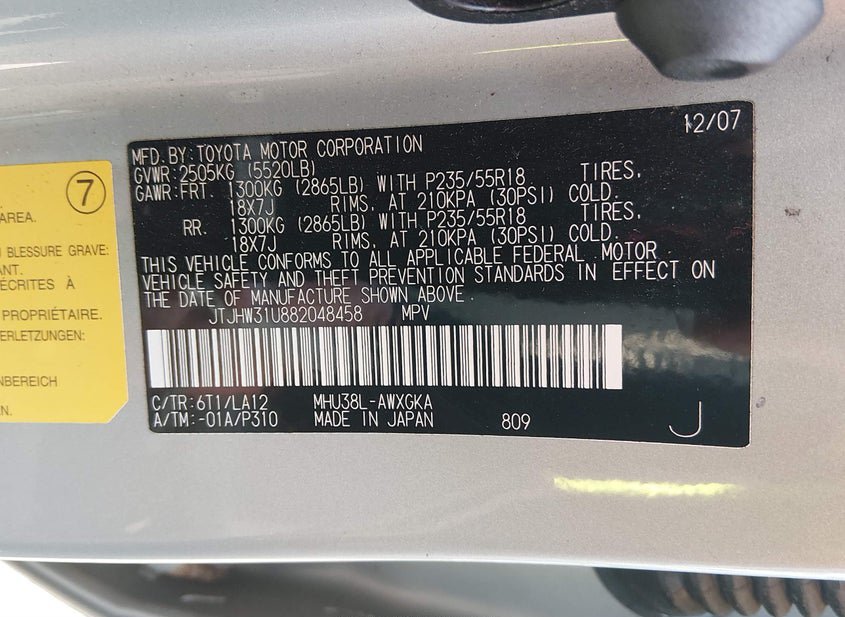 12/07
MFD. BY: TOYOTA MOTOR CORPORATION
GVWR: 2505KG (5520LB)
GAWR: FRT. 1300KG (2865LB) WITH P235/55R18 TIRES,
18X7J RIMS, AT 210KPA (30PSI) COLD.
RR. 1300KG (2865LB) WITH P235/55R18 TIRES,
18X7J RIMS, AT 210KPA (30PSI) COLD.
THIS VEHICLE CONFORMS TO ALL APPLICABLE FEDERAL MOTOR
VEHICLE SAFETY AND THEFT PREVENTION STANDARDS IN EFFECT ON
THE DATE OF MANUFACTURE SHOWN ABOVE.
JTJHW31U882048458 MPV
C/TR: 6T1/LA12 MHU38L-AWXGKA
A/TM: -01A/P310 MADE IN JAPAN 809
J
7
AREA.
BLESSURE GRAVE:
ANT.
ÉCRITES À
PROPRIÉTAIRE.
ERLETZUNG:
NBEREICH
EN.